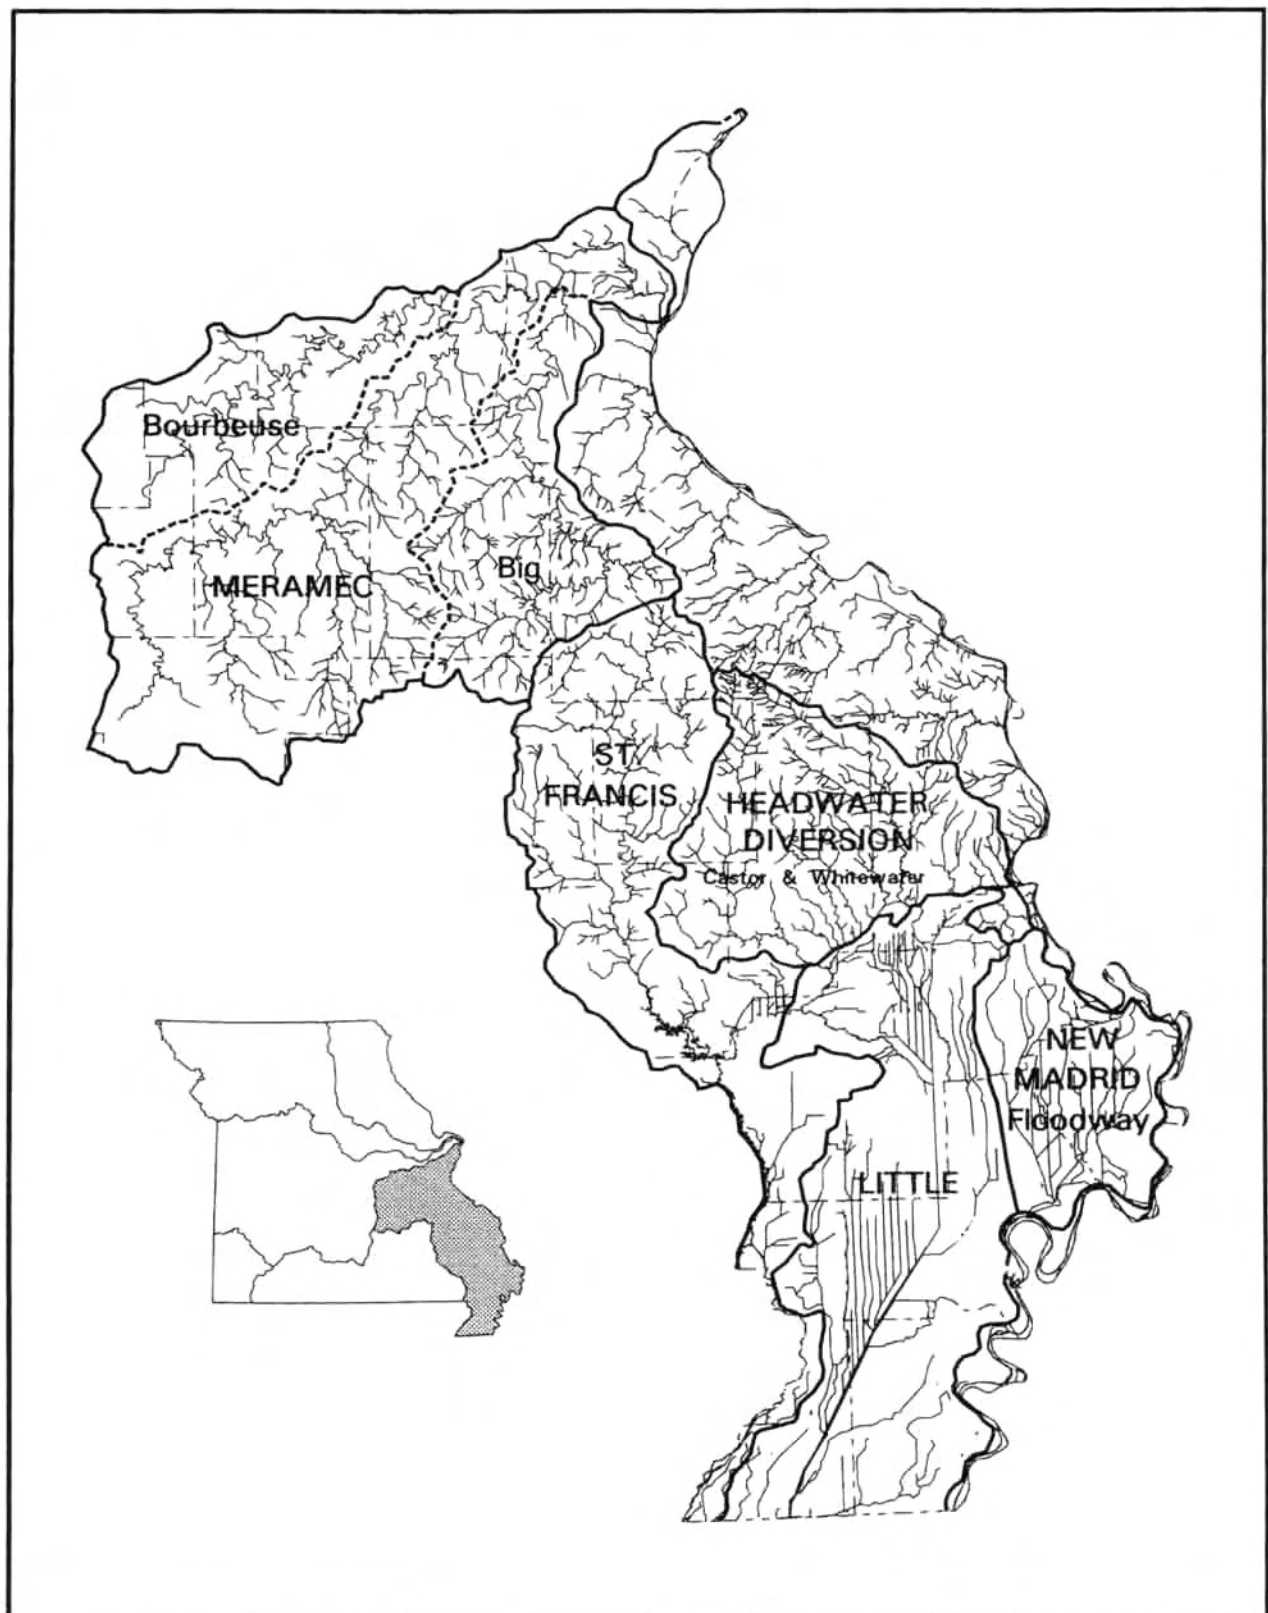 Bourbeuse
MERAMEC
Big
ST.
FRANCIS
HEADWATER
DIVERSION
Castor & Whitewater
NEW
MADRID
Floodway
LITTLE